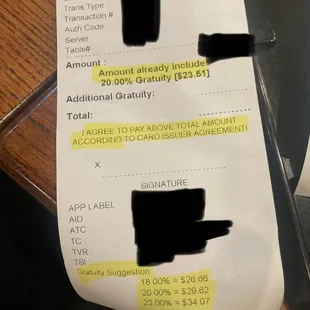 Trans Type
Transaction #
Auth Code
Server
Table#
Amount :
Amount already includes
20.00% Gratuity [$23.51]
Additional Gratuity:
Total:
I AGREE TO PAY ABOVE TOTAL AMOUNT
ACCORDING TO CARD ISSUER AGREEMENT!
X
SIGNATURE
APP LABEL
AID:
ATC :
TC :
TVR :
TSI :
Gratuity Suggestion
18.00% = $26.66
20.00% = $29.62
23.00% = $34.07